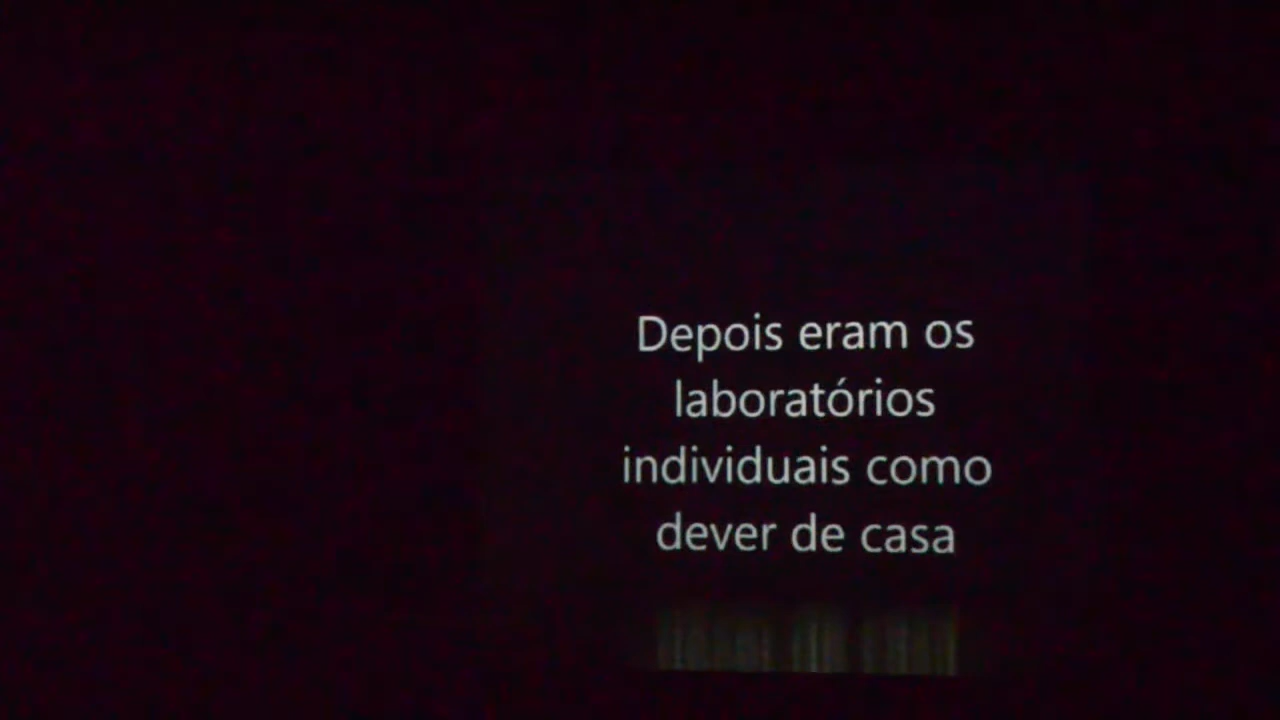 Depois eram os
laboratórios
individuais como
dever de casa